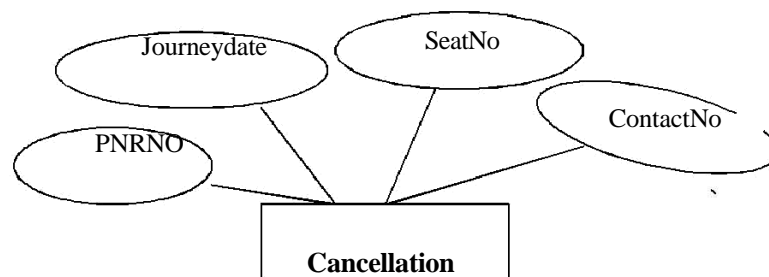 Journeydate
SeatNo
ContactNo
PNRNO
Cancellation